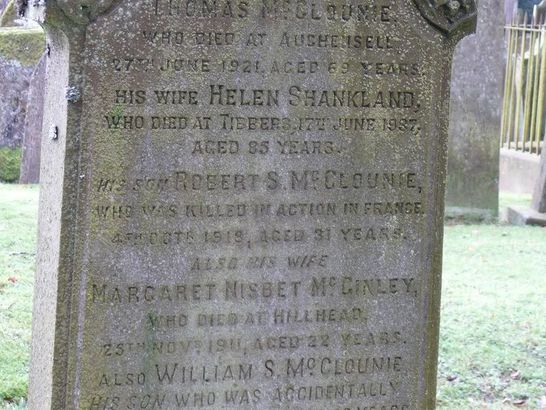 THOMAS McCLOUNIE,
WHO DIED AT AUCHENSELL
27TH JUNE 1921, AGED 69 YEARS.
HIS WIFE HELEN SHANKLAND,
WHO DIED AT TIBBERS, 17TH JUNE 1937,
AGED 85 YEARS.
HIS SON ROBERT S. McCLOUNIE,
WHO WAS KILLED IN ACTION IN FRANCE
4TH OCTR 1918, AGED 31 YEARS.
ALSO HIS WIFE
MARGARET NISBET McGINLEY,
WHO DIED AT HILLHEAD,
25TH NOVR 1911, AGED 22 YEARS.
ALSO WILLIAM S. McCLOUNIE,
HIS SON WHO WAS ACCIDENTALLY